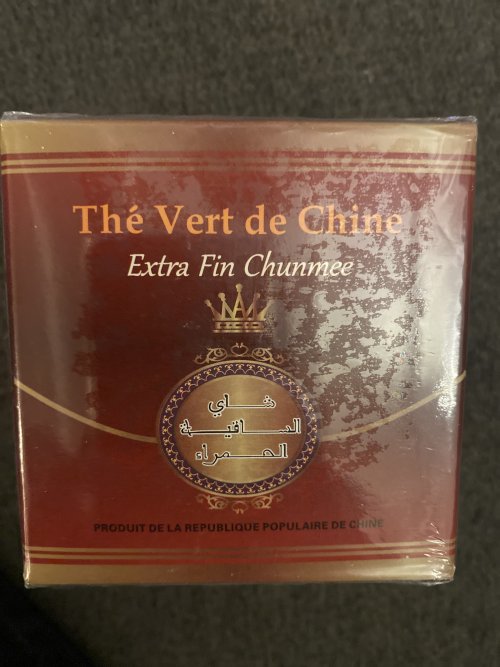 Thé Vert de Chine
Extra Fin Chunmee
شاي
الساقية
الحمراء
PRODUIT DE LA REPUBLIQUE POPULAIRE DE CHINE